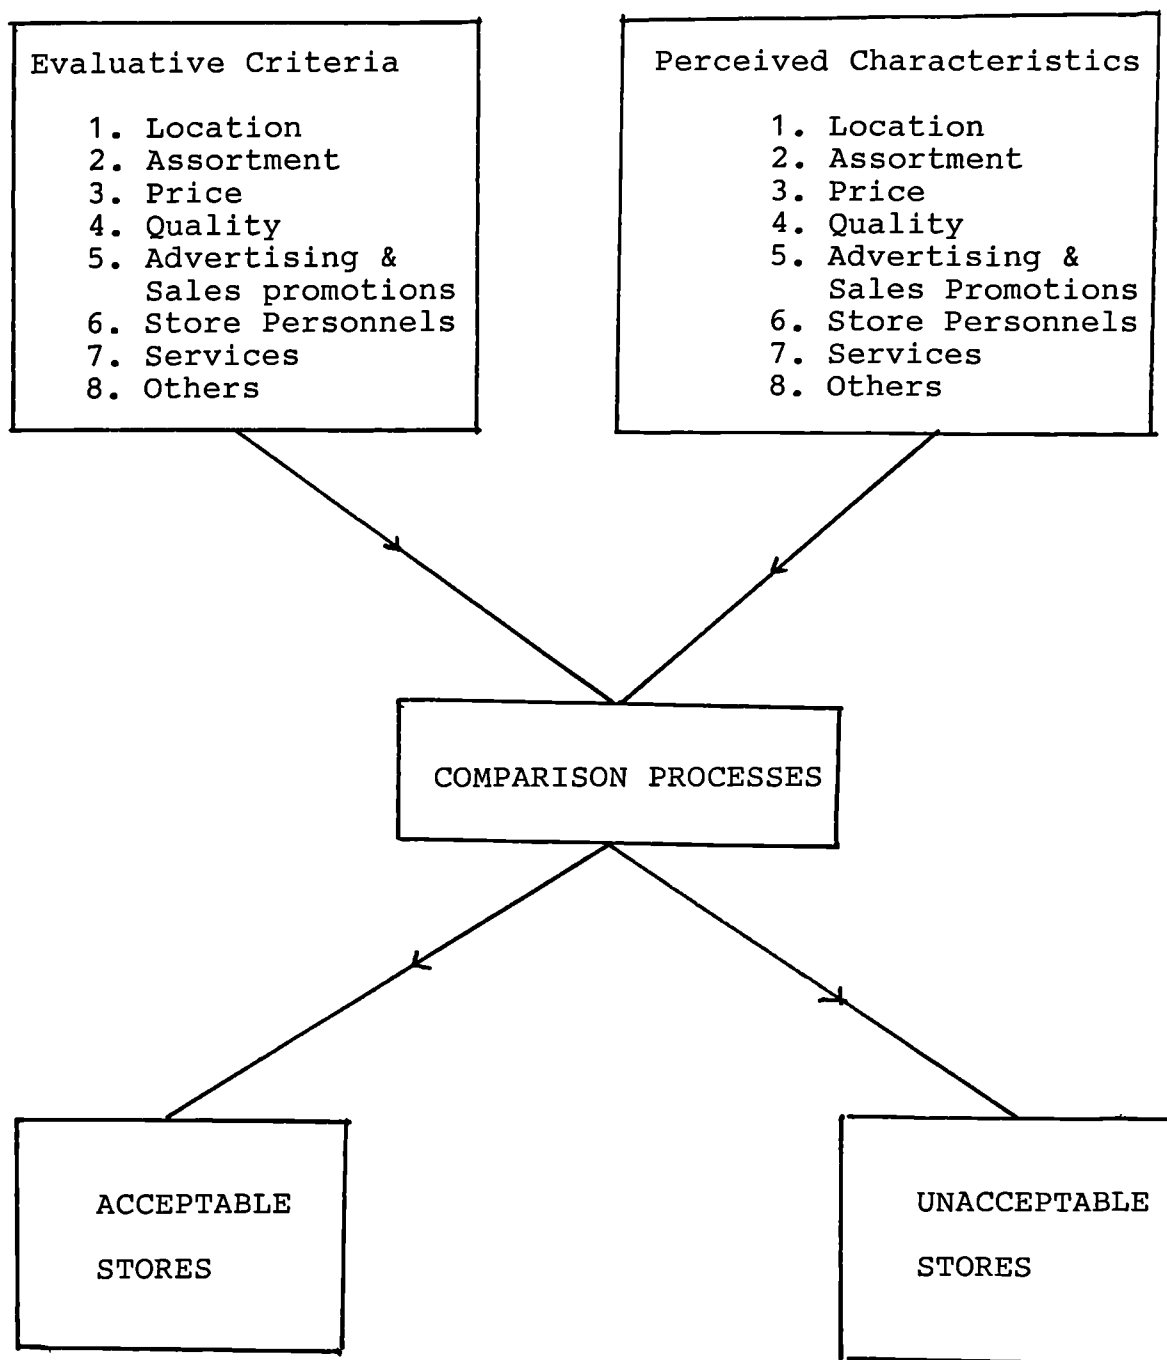 Evaluative Criteria
1. Location
2. Assortment
3. Price
4. Quality
5. Advertising &
Sales promotions
6. Store Personnels
7. Services
8. Others
Perceived Characteristics
1. Location
2. Assortment
3. Price
4. Quality
5. Advertising &
Sales Promotions
6. Store Personnels
7. Services
8. Others
COMPARISON PROCESSES
ACCEPTABLE
STORES
UNACCEPTABLE
STORES